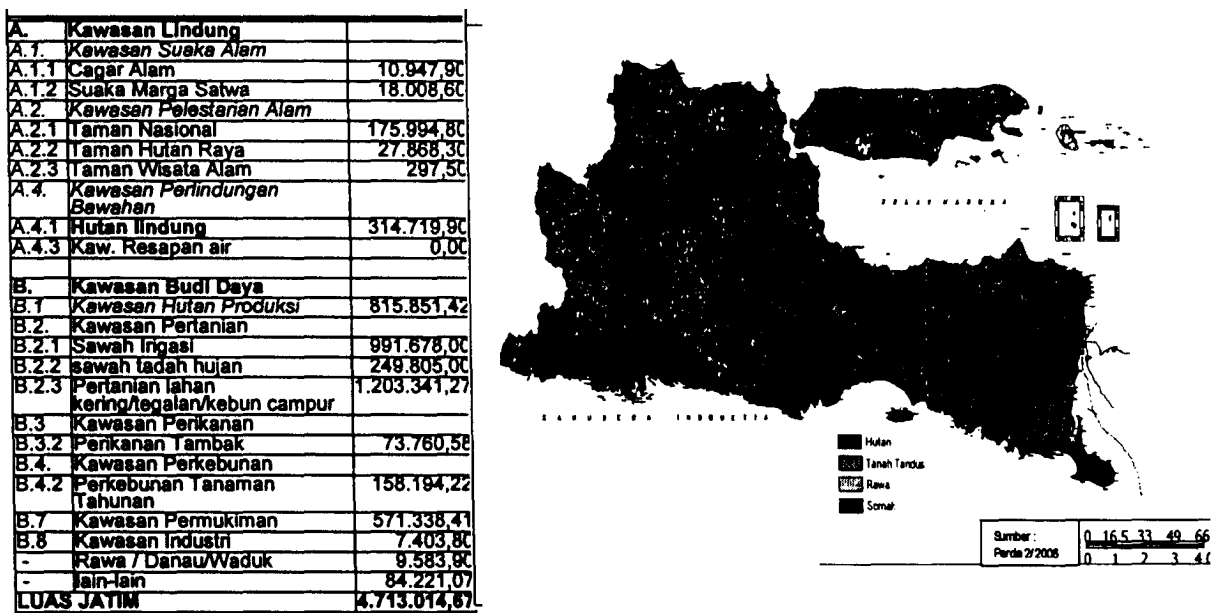 A. Kawasan Lindung
A.1. Kawasan Suaka Alam
A.1.1 Cagar Alam 10.947,90
A.1.2 Suaka Marga Satwa 18.008,60
A.2. Kawasan Pelestarian Alam
A.2.1 Taman Nasional 175.994,80
A.2.2 Taman Hutan Raya 27.868,30
A.2.3 Taman Wisata Alam 297,50
A.4. Kawasan Perlindungan
Bawahan
A.4.1 Hutan lindung 314.719,90
A.4.3 Kaw. Resapan air 0,00
B. Kawasan Budi Daya
B.1 Kawasan Hutan Produksi 815.851,42
B.2. Kawasan Pertanian
B.2.1 Sawah Irigasi 991.678,00
B.2.2 sawah tadah hujan 249.805,00
B.2.3 Pertanian lahan 1.203.341,27
kering/tegalan/kebun campur
B.3 Kawasan Perikanan
B.3.2 Perikanan Tambak 73.760,58
B.4. Kawasan Perkebunan
B.4.2 Perkebunan Tanaman 158.194,22
Tahunan
B.7 Kawasan Permukiman 571.338,41
B.8 Kawasan Industri 7.403,80
- Rawa / Danau/Waduk 9.583,90
- lain-lain 84.221,07
LUAS JATIM 4.713.014,67
PULAU MADURA
SAMUDERA INDONESIA
Hutan
Tanah Tandus
Rawa
Semak
Sumber :
Perda 2/2006
0 16.5 33 49 66
0 1 2 3 4